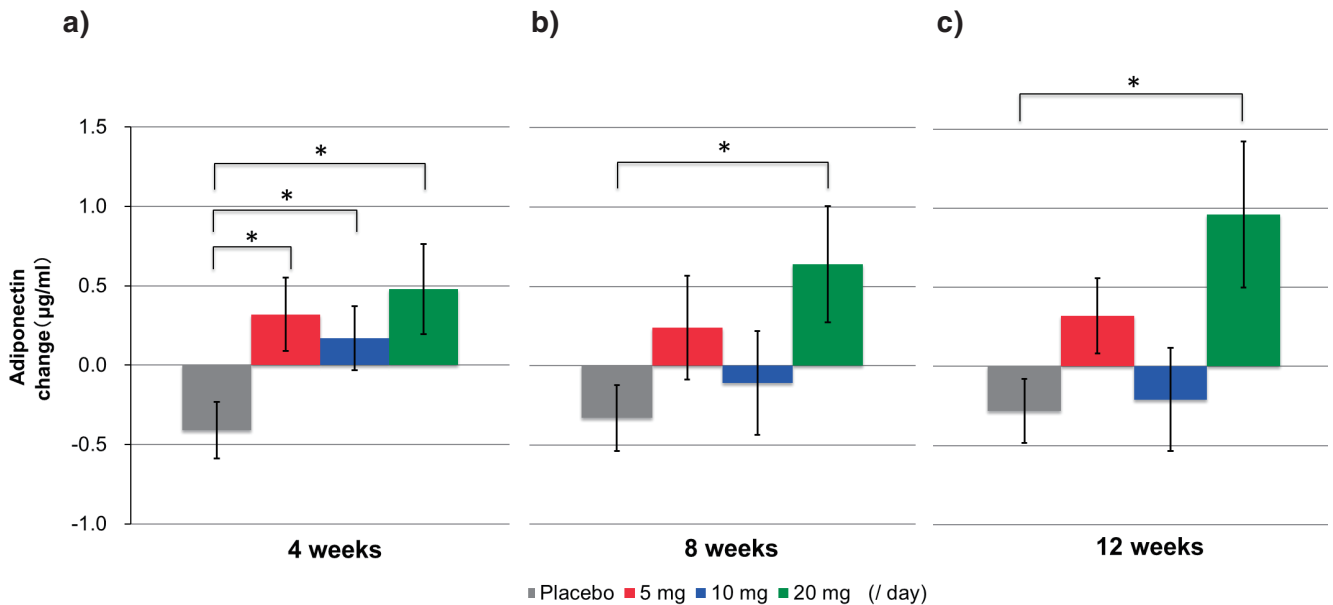 a)
b)
c)
Adiponectin
change(μg/ml)
1.5
1.0
0.5
0.0
-0.5
-1.0
*
*
*
*
*
4 weeks
8 weeks
12 weeks
Placebo 5 mg 10 mg 20 mg (/ day)